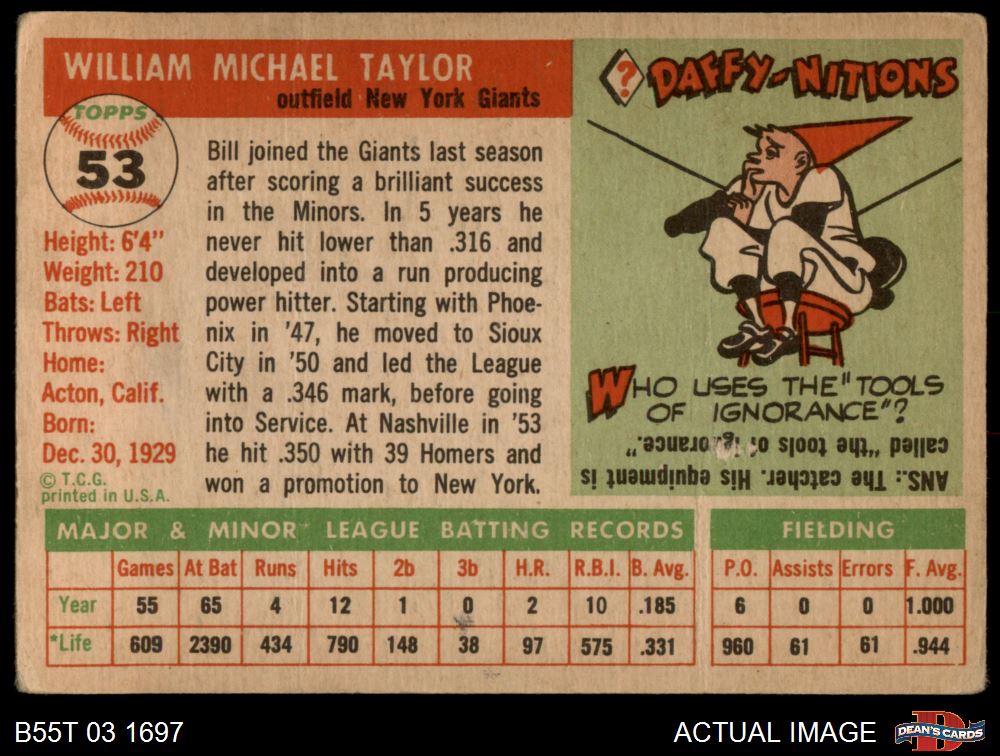 WILLIAM MICHAEL TAYLOR
outfield New York Giants
TOPPS
53
Height: 6'4"
Weight: 210
Bats: Left
Throws: Right
Home:
Acton, Calif.
Born:
Dec. 30, 1929
© T.C.G.
printed in U.S.A.
Bill joined the Giants last season
after scoring a brilliant success
in the Minors. In 5 years he
never hit lower than .316 and
developed into a run producing
power hitter. Starting with Phoe-
nix in '47, he moved to Sioux
City in '50 and led the League
with a .346 mark, before going
into Service. At Nashville in '53
he hit .350 with 39 Homers and
won a promotion to New York.
? DAFFY-NITIONS
WHO USES THE "TOOLS
OF IGNORANCE"?
ANS.: The catcher. His equipment is
called "the tools of ignorance."
MAJOR & MINOR LEAGUE BATTING RECORDS FIELDING
Games At Bat Runs Hits 2b 3b H.R. R.B.I. B. Avg. P.O. Assists Errors F. Avg.
Year 55 65 4 12 1 0 2 10 .185 6 0 0 1.000
*Life 609 2390 434 790 148 38 97 575 .331 960 61 61 .944
B55T 03 1697 ACTUAL IMAGE DEAN'S CARDS